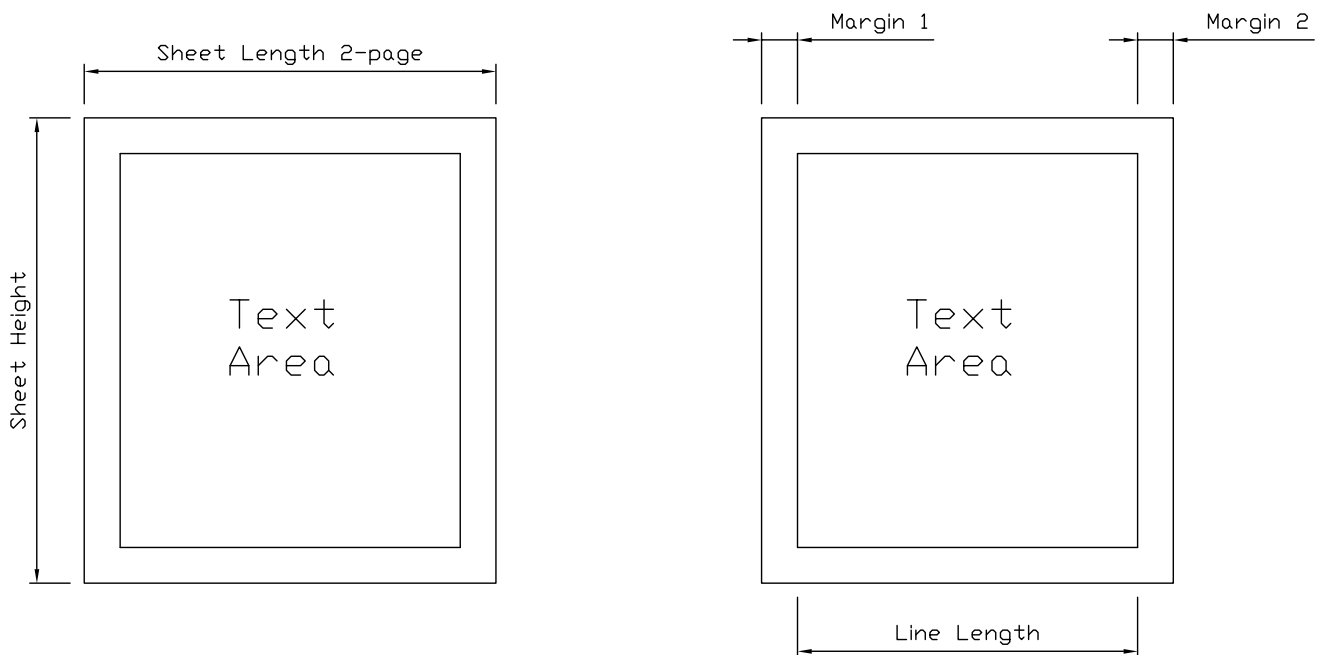 Margin 1
Margin 2
Sheet Length 2-page
Sheet Height
Text
Area
Text
Area
Line Length